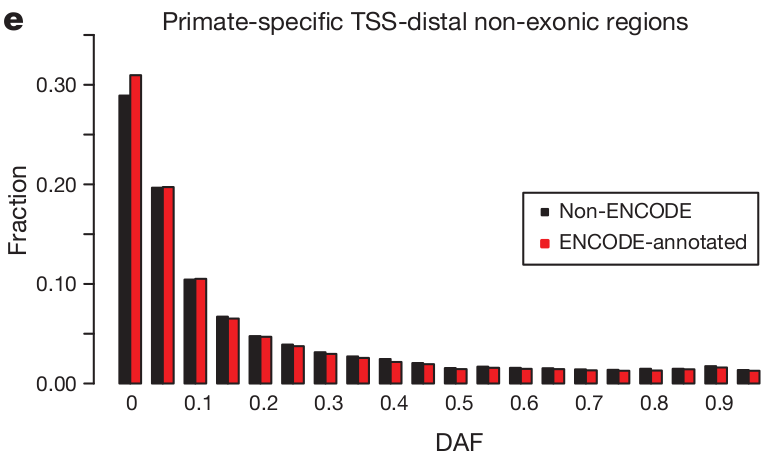 e
Primate-specific TSS-distal non-exonic regions
0.30
0.20
0.10
0.00
Fraction
Non-ENCODE
ENCODE-annotated
0 0.1 0.2 0.3 0.4 0.5 0.6 0.7 0.8 0.9
DAF